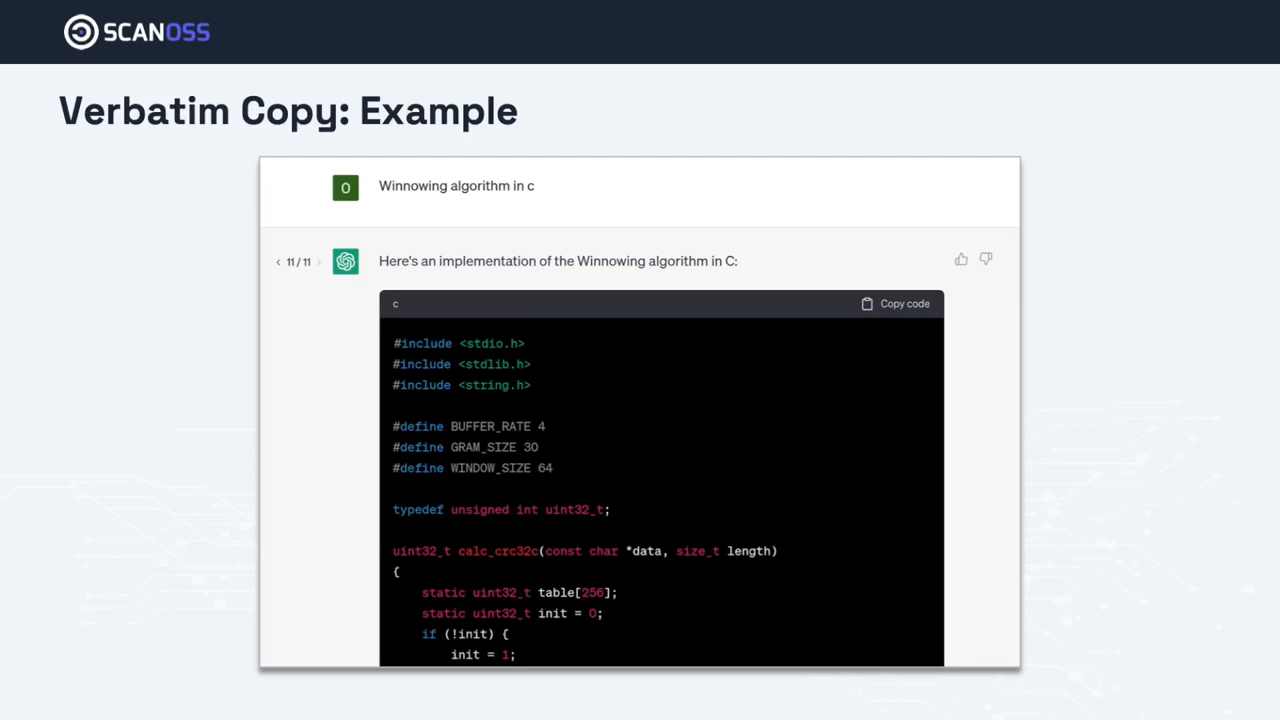 SCANOSS
Verbatim Copy: Example
O
Winnowing algorithm in c
< 11 / 11 >
Here's an implementation of the Winnowing algorithm in C:
c
Copy code
#include <stdio.h>
#include <stdlib.h>
#include <string.h>
#define BUFFER_RATE 4
#define GRAM_SIZE 30
#define WINDOW_SIZE 64
typedef unsigned int uint32_t;
uint32_t calc_crc32c(const char *data, size_t length)
{
static uint32_t table[256];
static uint32_t init = 0;
if (!init) {
init = 1;